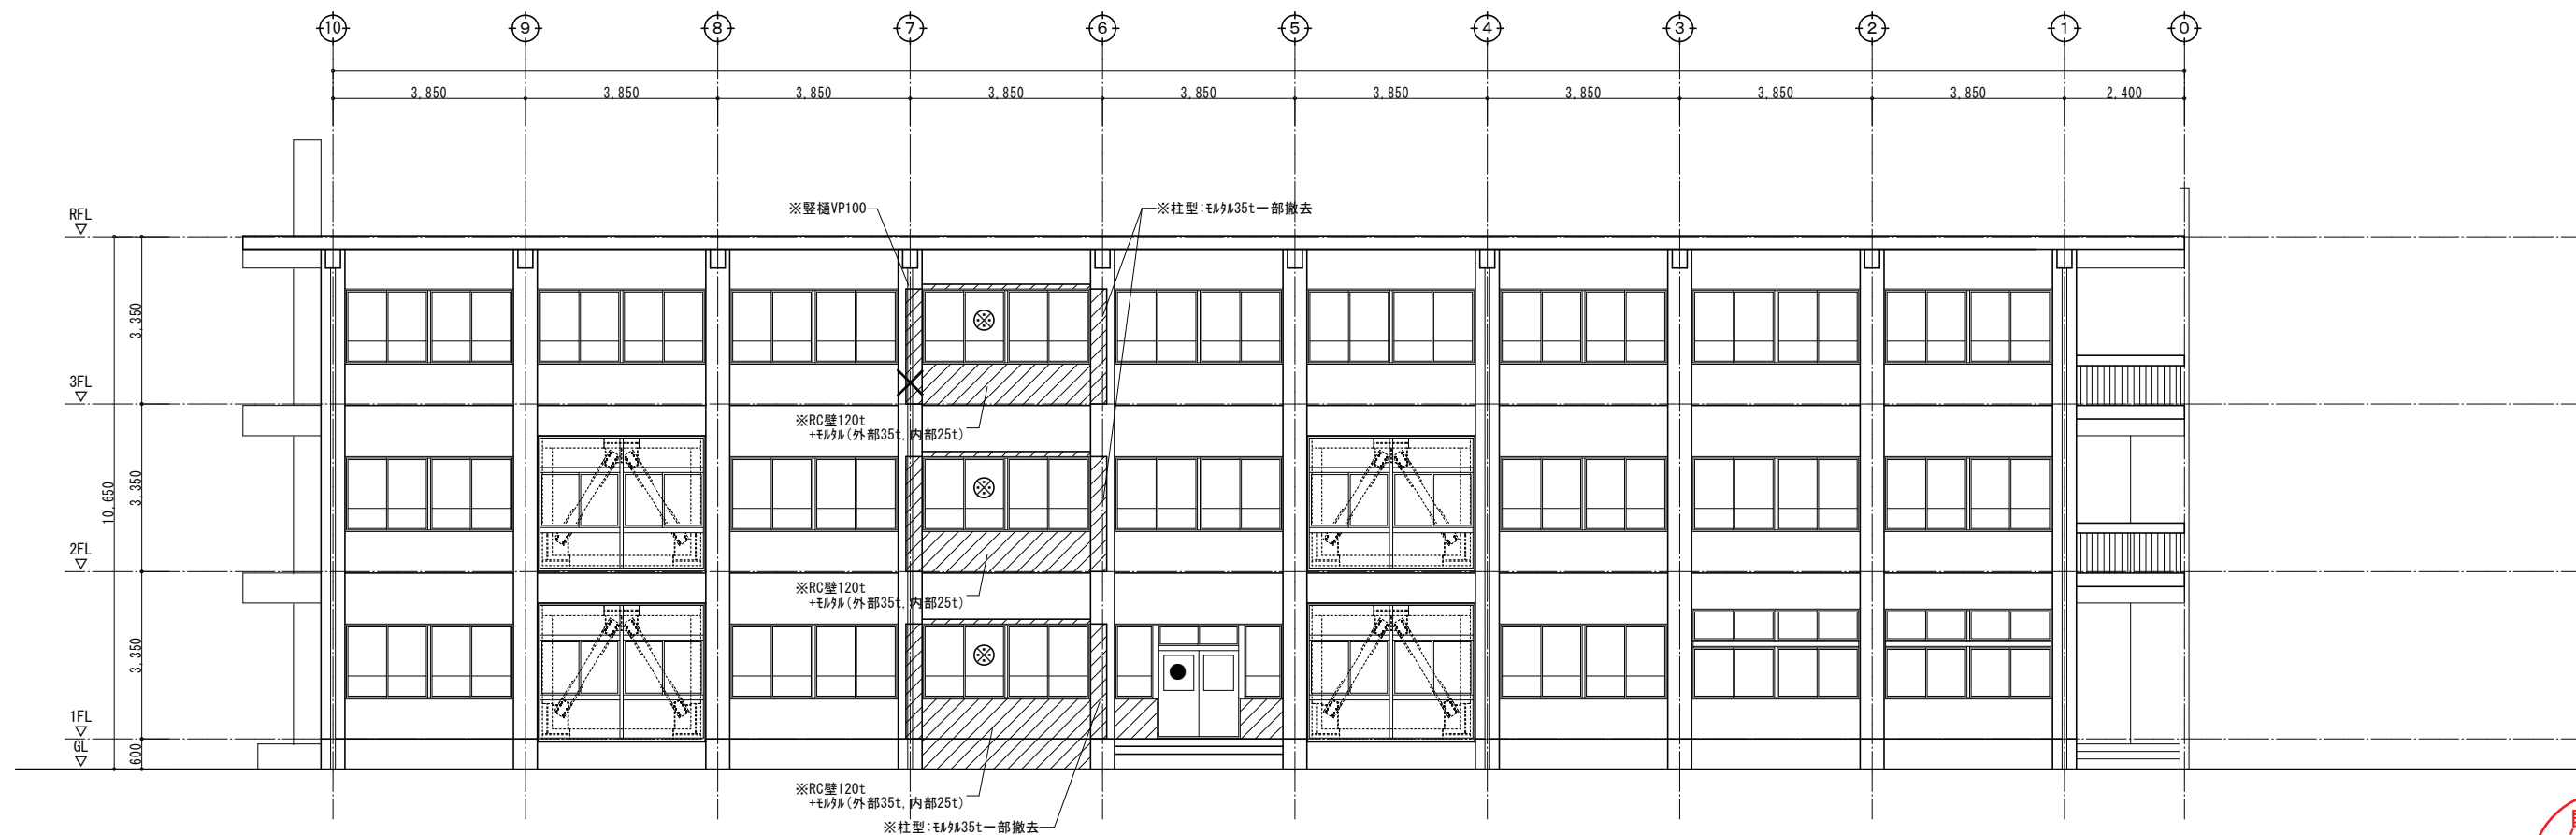 10 9 8 7 6 5 4 3 2 1 0
3,850 3,850 3,850 3,850 3,850 3,850 3,850 3,850 3,850 2,400
※竪樋VP100
※柱型:ﾓﾙﾀﾙ35t一部撤去
RFL
3,350
※
3FL
※RC壁120t
+ﾓﾙﾀﾙ(外部35t,内部25t)
10,650
3,350
※
2FL
※RC壁120t
+ﾓﾙﾀﾙ(外部35t,内部25t)
3,350
※
1FL
GL
600
※RC壁120t
+ﾓﾙﾀﾙ(外部35t,内部25t)
※柱型:ﾓﾙﾀﾙ35t一部撤去